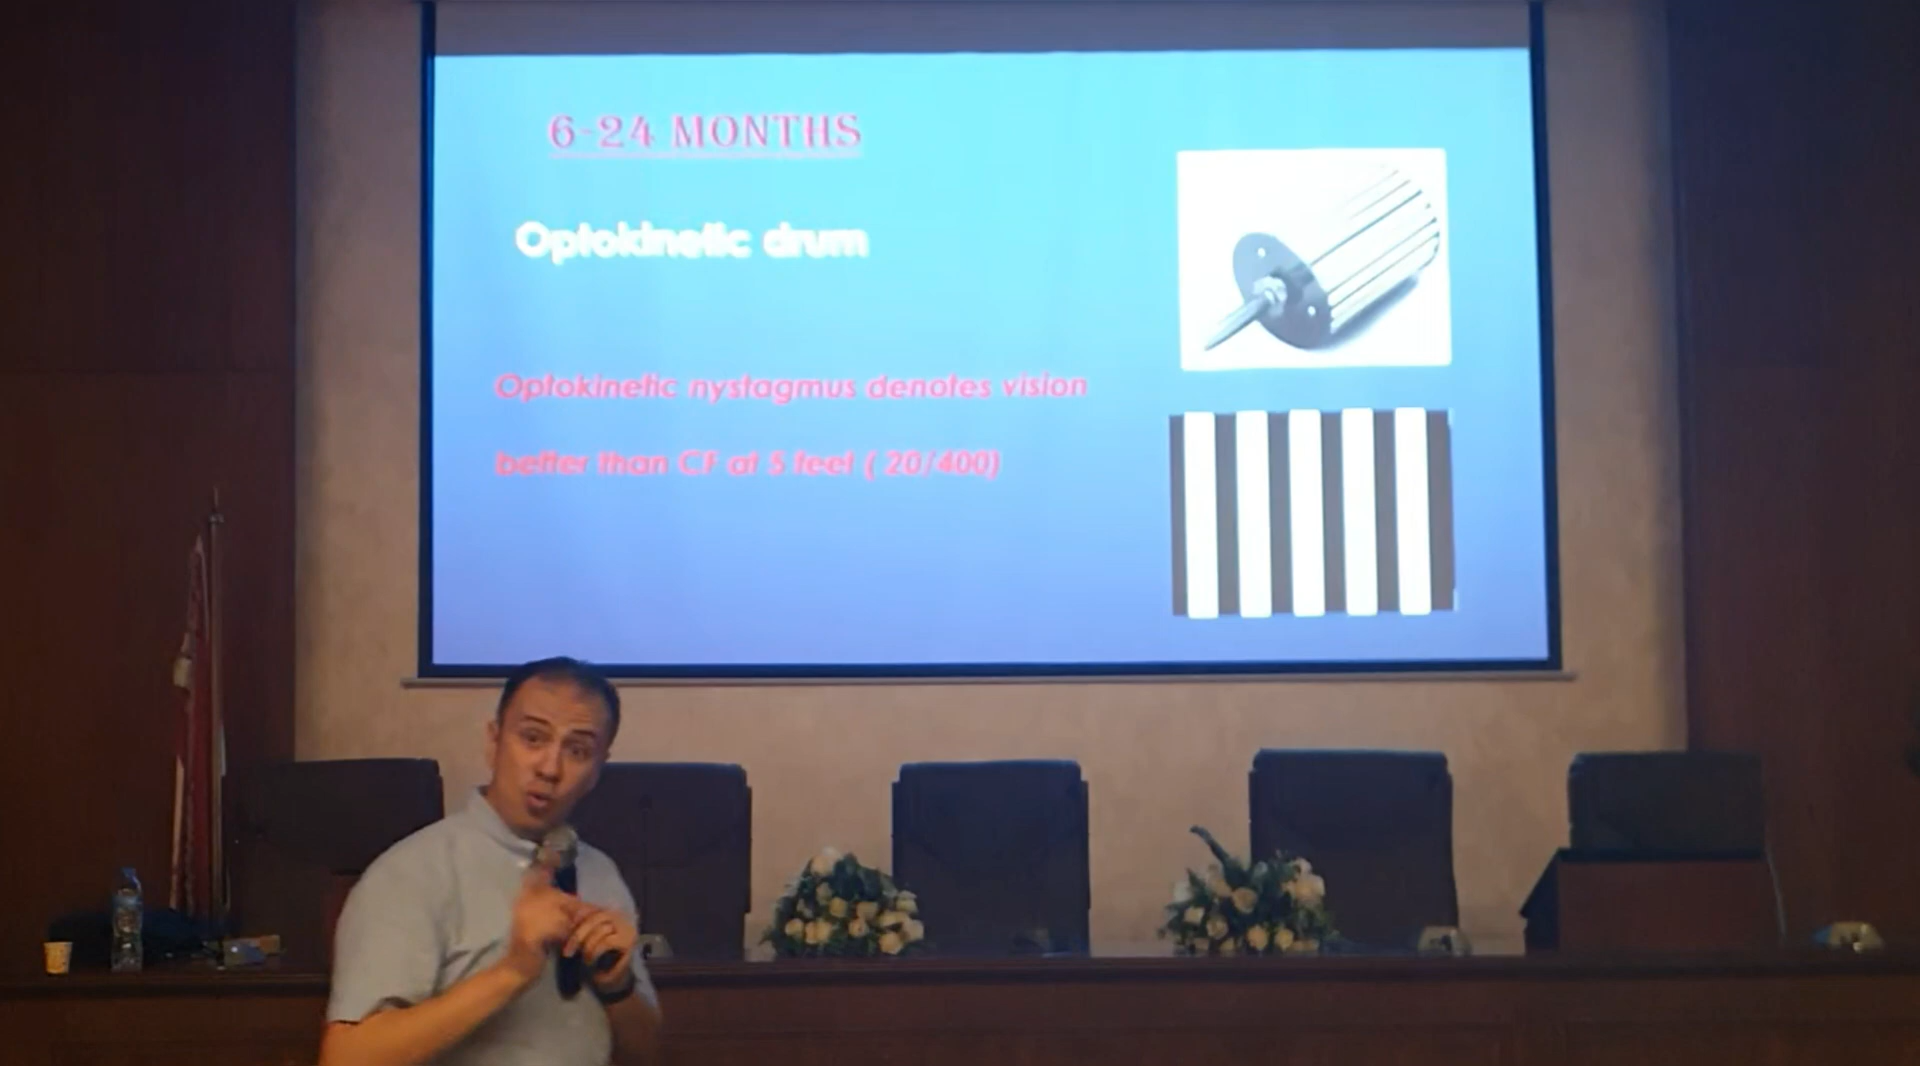 6-24 MONTHS
Optokinetic drum
Optokinetic nystagmus denotes vision
better than CF at 5 feet ( 20/400)